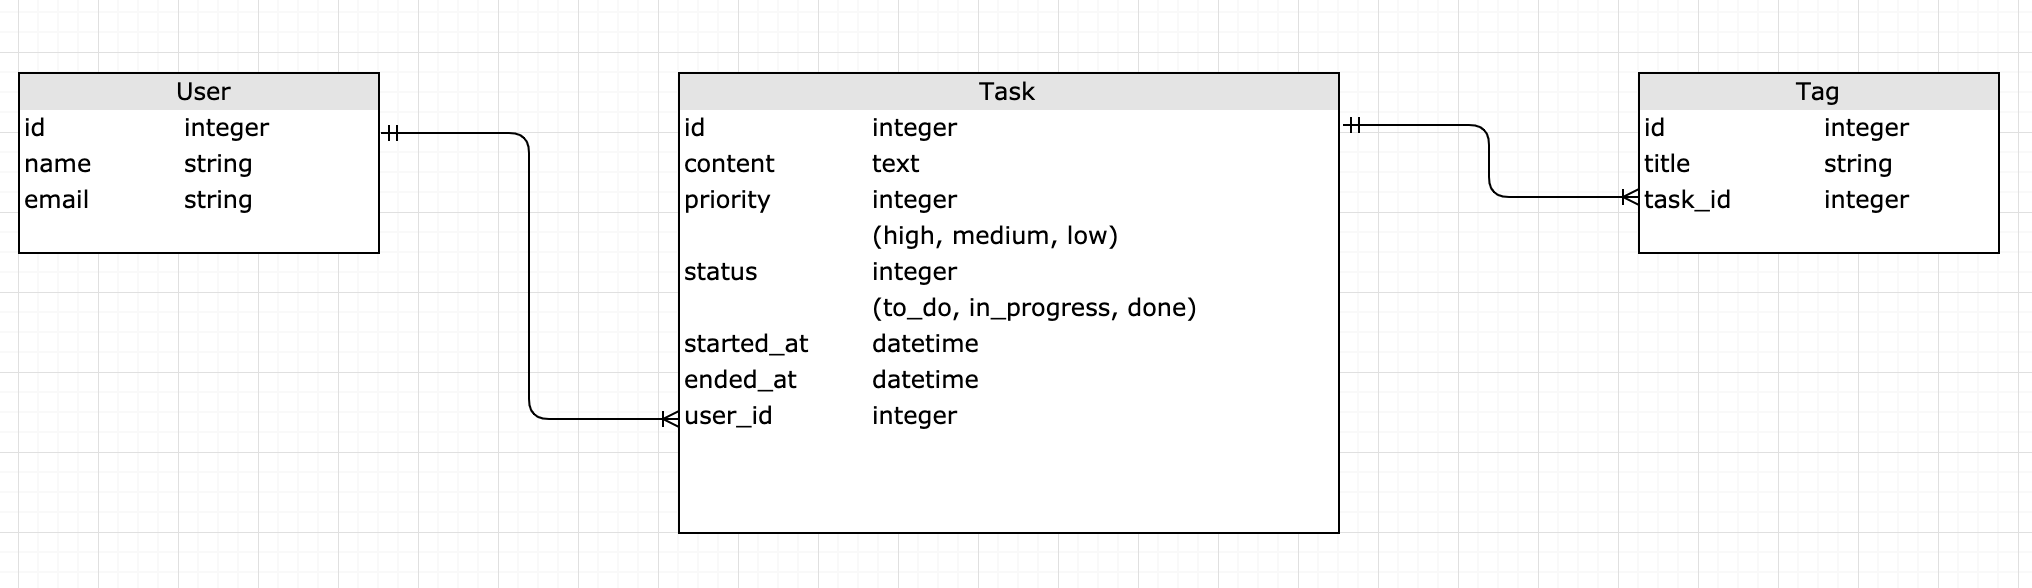 User
id integer
name string
email string
Task
id integer
content text
priority integer
(high, medium, low)
status integer
(to_do, in_progress, done)
started_at datetime
ended_at datetime
user_id integer
Tag
id integer
title string
task_id integer